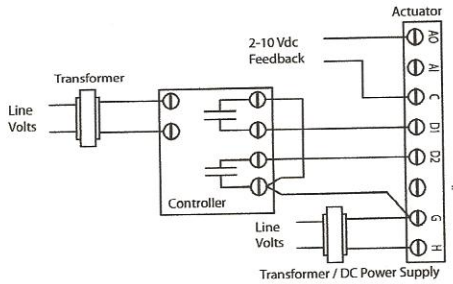 Actuator
2-10 Vdc
Feedback
AO
AI
C
D1
D2
*
G
H
Transformer
Line
Volts
Controller
Line
Volts
Transformer / DC Power Supply